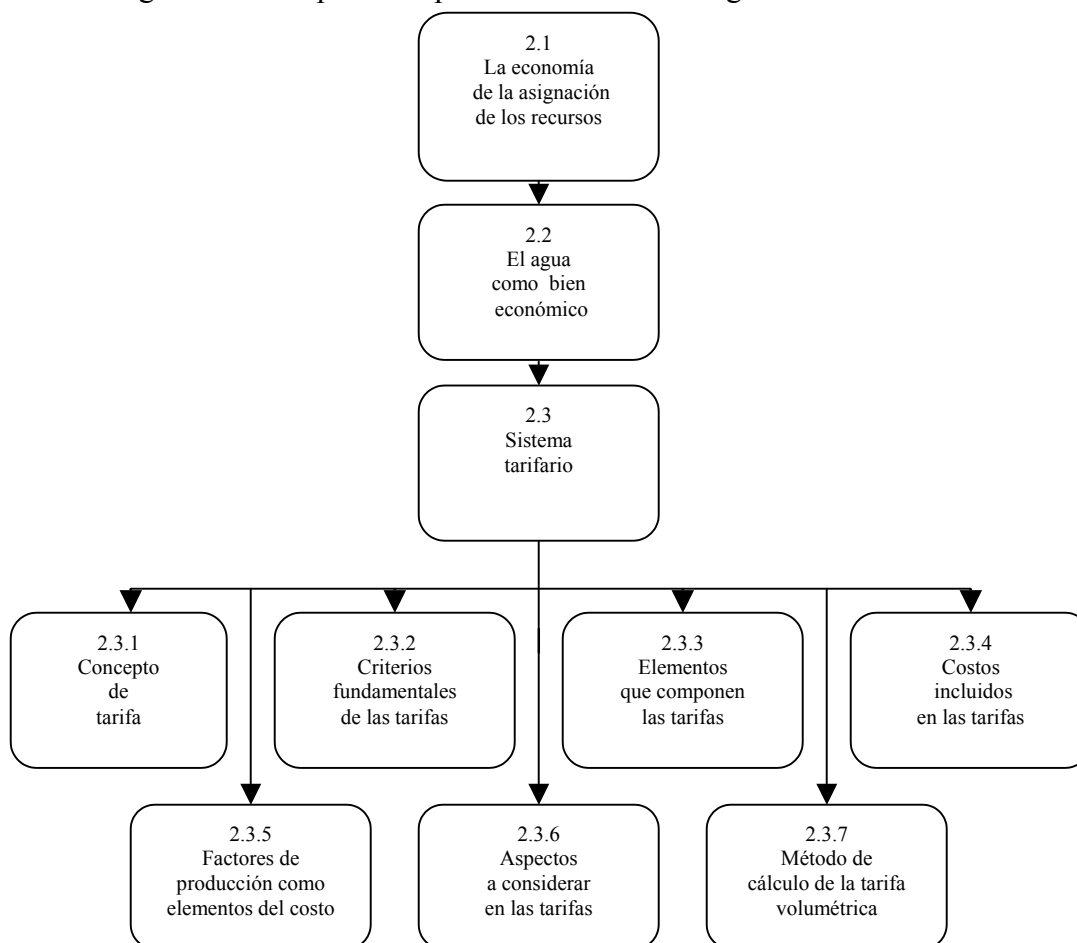 2.1
La economía
de la asignación
de los recursos
2.2
El agua
como bien
económico
2.3
Sistema
tarifario
2.3.1
Concepto
de
tarifa
2.3.2
Criterios
fundamentales
de las tarifas
2.3.3
Elementos
que componen
las tarifas
2.3.4
Costos
incluidos
en las tarifas
2.3.5
Factores de
producción como
elementos del costo
2.3.6
Aspectos
a considerar
en las tarifas
2.3.7
Método de
cálculo de la tarifa
volumétrica